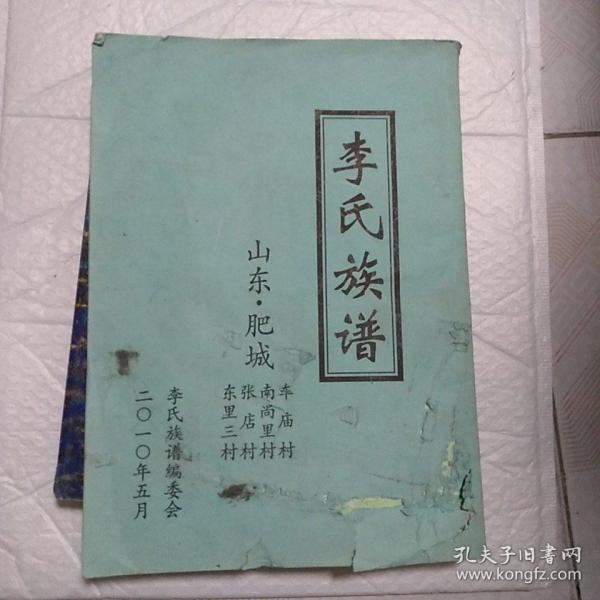 李氏族谱
山东·肥城
车庙村
南尚里村
张店村
东里三村
李氏族谱编委会
二〇一〇年五月
孔夫子旧书网
www.kongfz.com